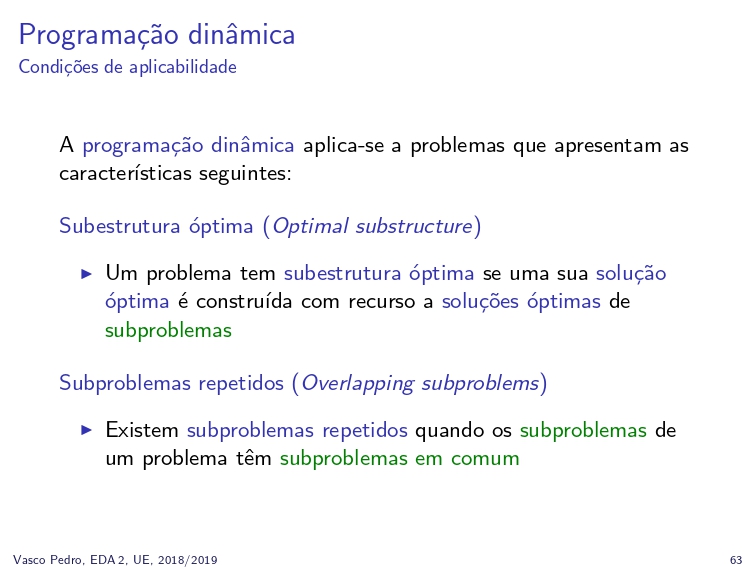 Programação dinâmica
Condições de aplicabilidade
A programação dinâmica aplica-se a problemas que apresentam as
características seguintes:
Subestrutura óptima (Optimal substructure)
▶ Um problema tem subestrutura óptima se uma sua solução
óptima é construída com recurso a soluções óptimas de
subproblemas
Subproblemas repetidos (Overlapping subproblems)
▶ Existem subproblemas repetidos quando os subproblemas de
um problema têm subproblemas em comum
Vasco Pedro, EDA 2, UE, 2018/2019
63